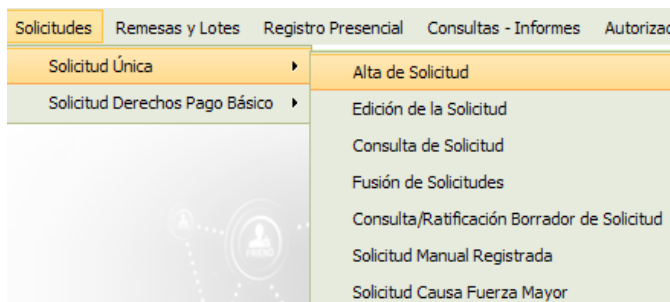 Solicitudes Remesas y Lotes Registro Presencial Consultas - Informes Autorizac
Solicitud Única
Solicitud Derechos Pago Básico
Alta de Solicitud
Edición de la Solicitud
Consulta de Solicitud
Fusión de Solicitudes
Consulta/Ratificación Borrador de Solicitud
Solicitud Manual Registrada
Solicitud Causa Fuerza Mayor
FRIEND